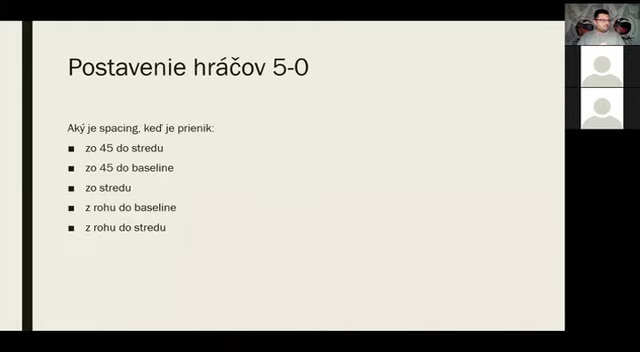 Postavenie hráčov 5-0
Aký je spacing, keď je prienik:
■ zo 45 do stredu
■ zo 45 do baseline
■ zo stredu
■ z rohu do baseline
■ z rohu do stredu